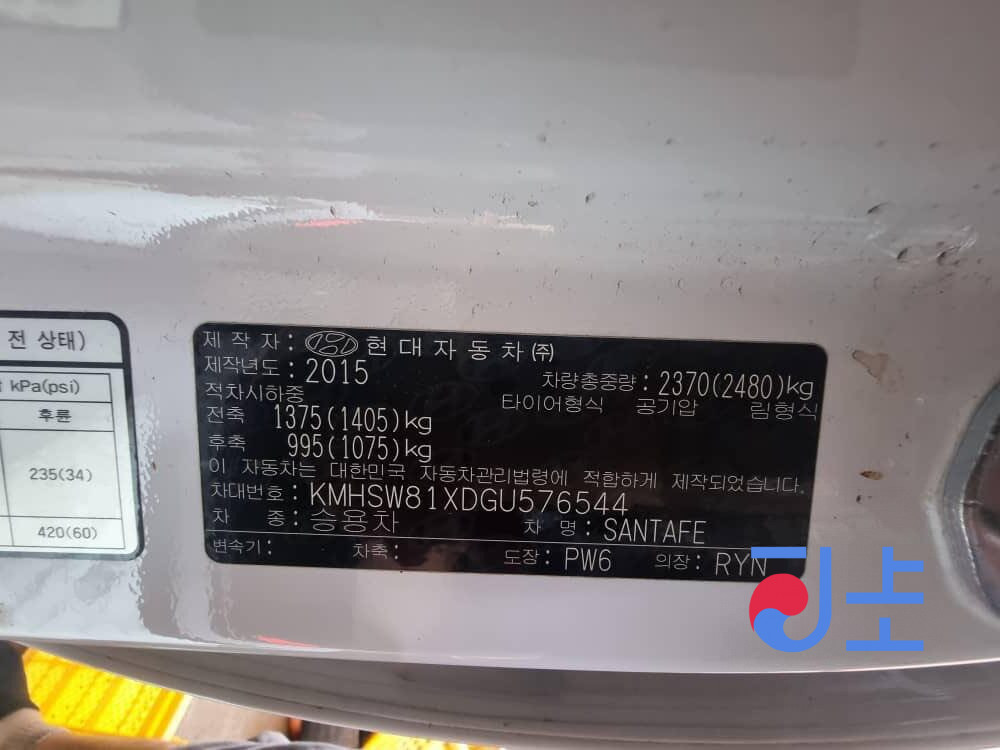 전 상태)
kPa(psi)
후륜
235(34)
420(60)
제 작 자 : 현 대 자 동 차 ㈜
제작년도 : 2015
차량총중량 : 2370(2480)kg
적차시하중
타이어형식 공기압 림형식
전축 1375(1405)kg
후축 995(1075)kg
이 자동차는 대한민국 자동차관리법령에 적합하게 제작되었습니다.
차대번호 : KMHSW81XDGU576544
차 종 : 승용차 차 명 : SANTAFE
변속기 : 차축 : 도장 : PW6 의장 : RYN